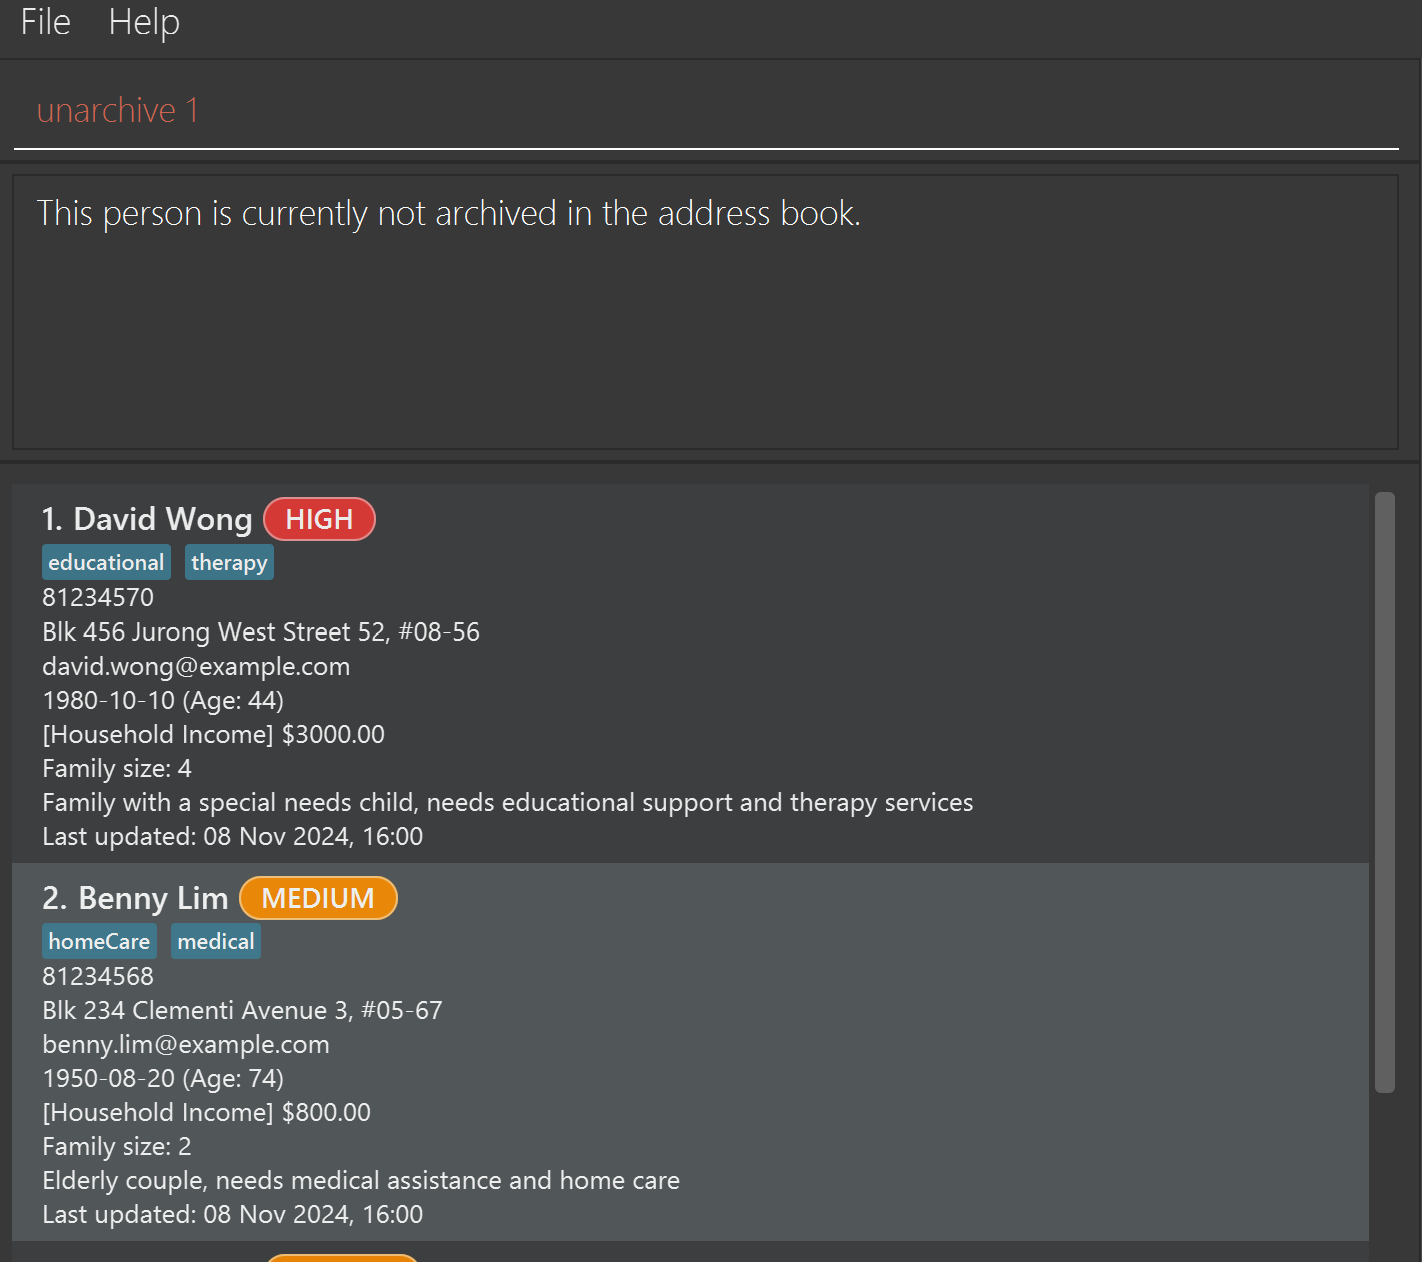 File Help
unarchive 1
This person is currently not archived in the address book.
1. David Wong HIGH
educational therapy
81234570
Blk 456 Jurong West Street 52, #08-56
david.wong@example.com
1980-10-10 (Age: 44)
[Household Income] $3000.00
Family size: 4
Family with a special needs child, needs educational support and therapy services
Last updated: 08 Nov 2024, 16:00
2. Benny Lim MEDIUM
homeCare medical
81234568
Blk 234 Clementi Avenue 3, #05-67
benny.lim@example.com
1950-08-20 (Age: 74)
[Household Income] $800.00
Family size: 2
Elderly couple, needs medical assistance and home care
Last updated: 08 Nov 2024, 16:00